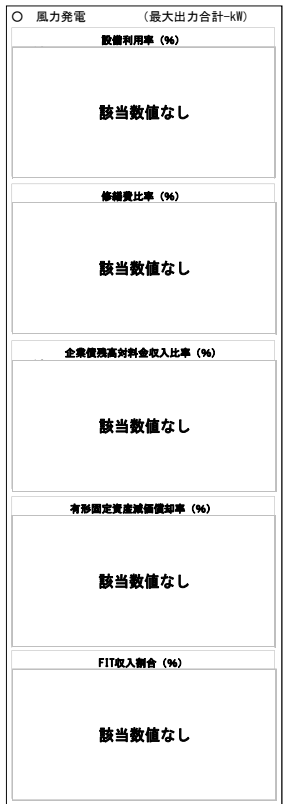 ○ 風力発電 (最大出力合計-kW)
設備利用率（%）
該当数値なし
修繕費比率（%）
該当数値なし
企業債残高対料金収入比率（%）
該当数値なし
有形固定資産減価償却率（%）
該当数値なし
FIT収入割合（%）
該当数値なし